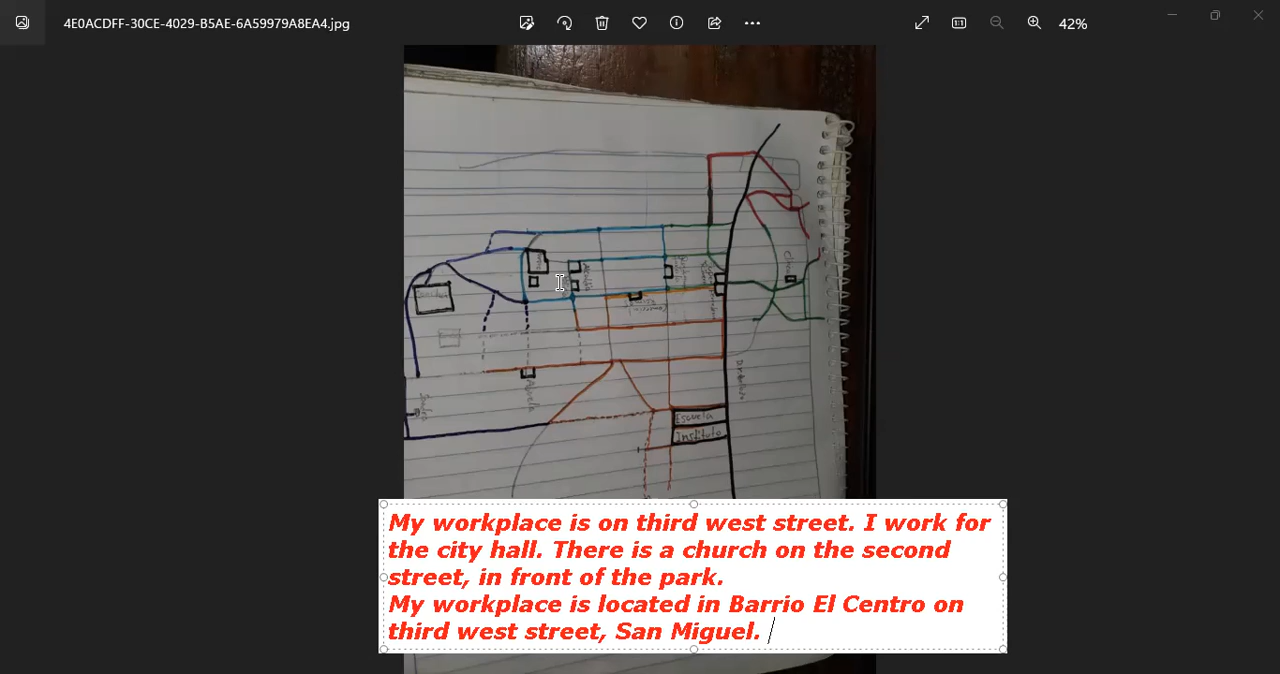 4E0ACDFF-30CE-4029-B5AE-6A59979A8EA4.jpg
42%
Escuela
Instituto
My workplace is on third west street. I work for
the city hall. There is a church on the second
street, in front of the park.
My workplace is located in Barrio El Centro on
third west street, San Miguel.